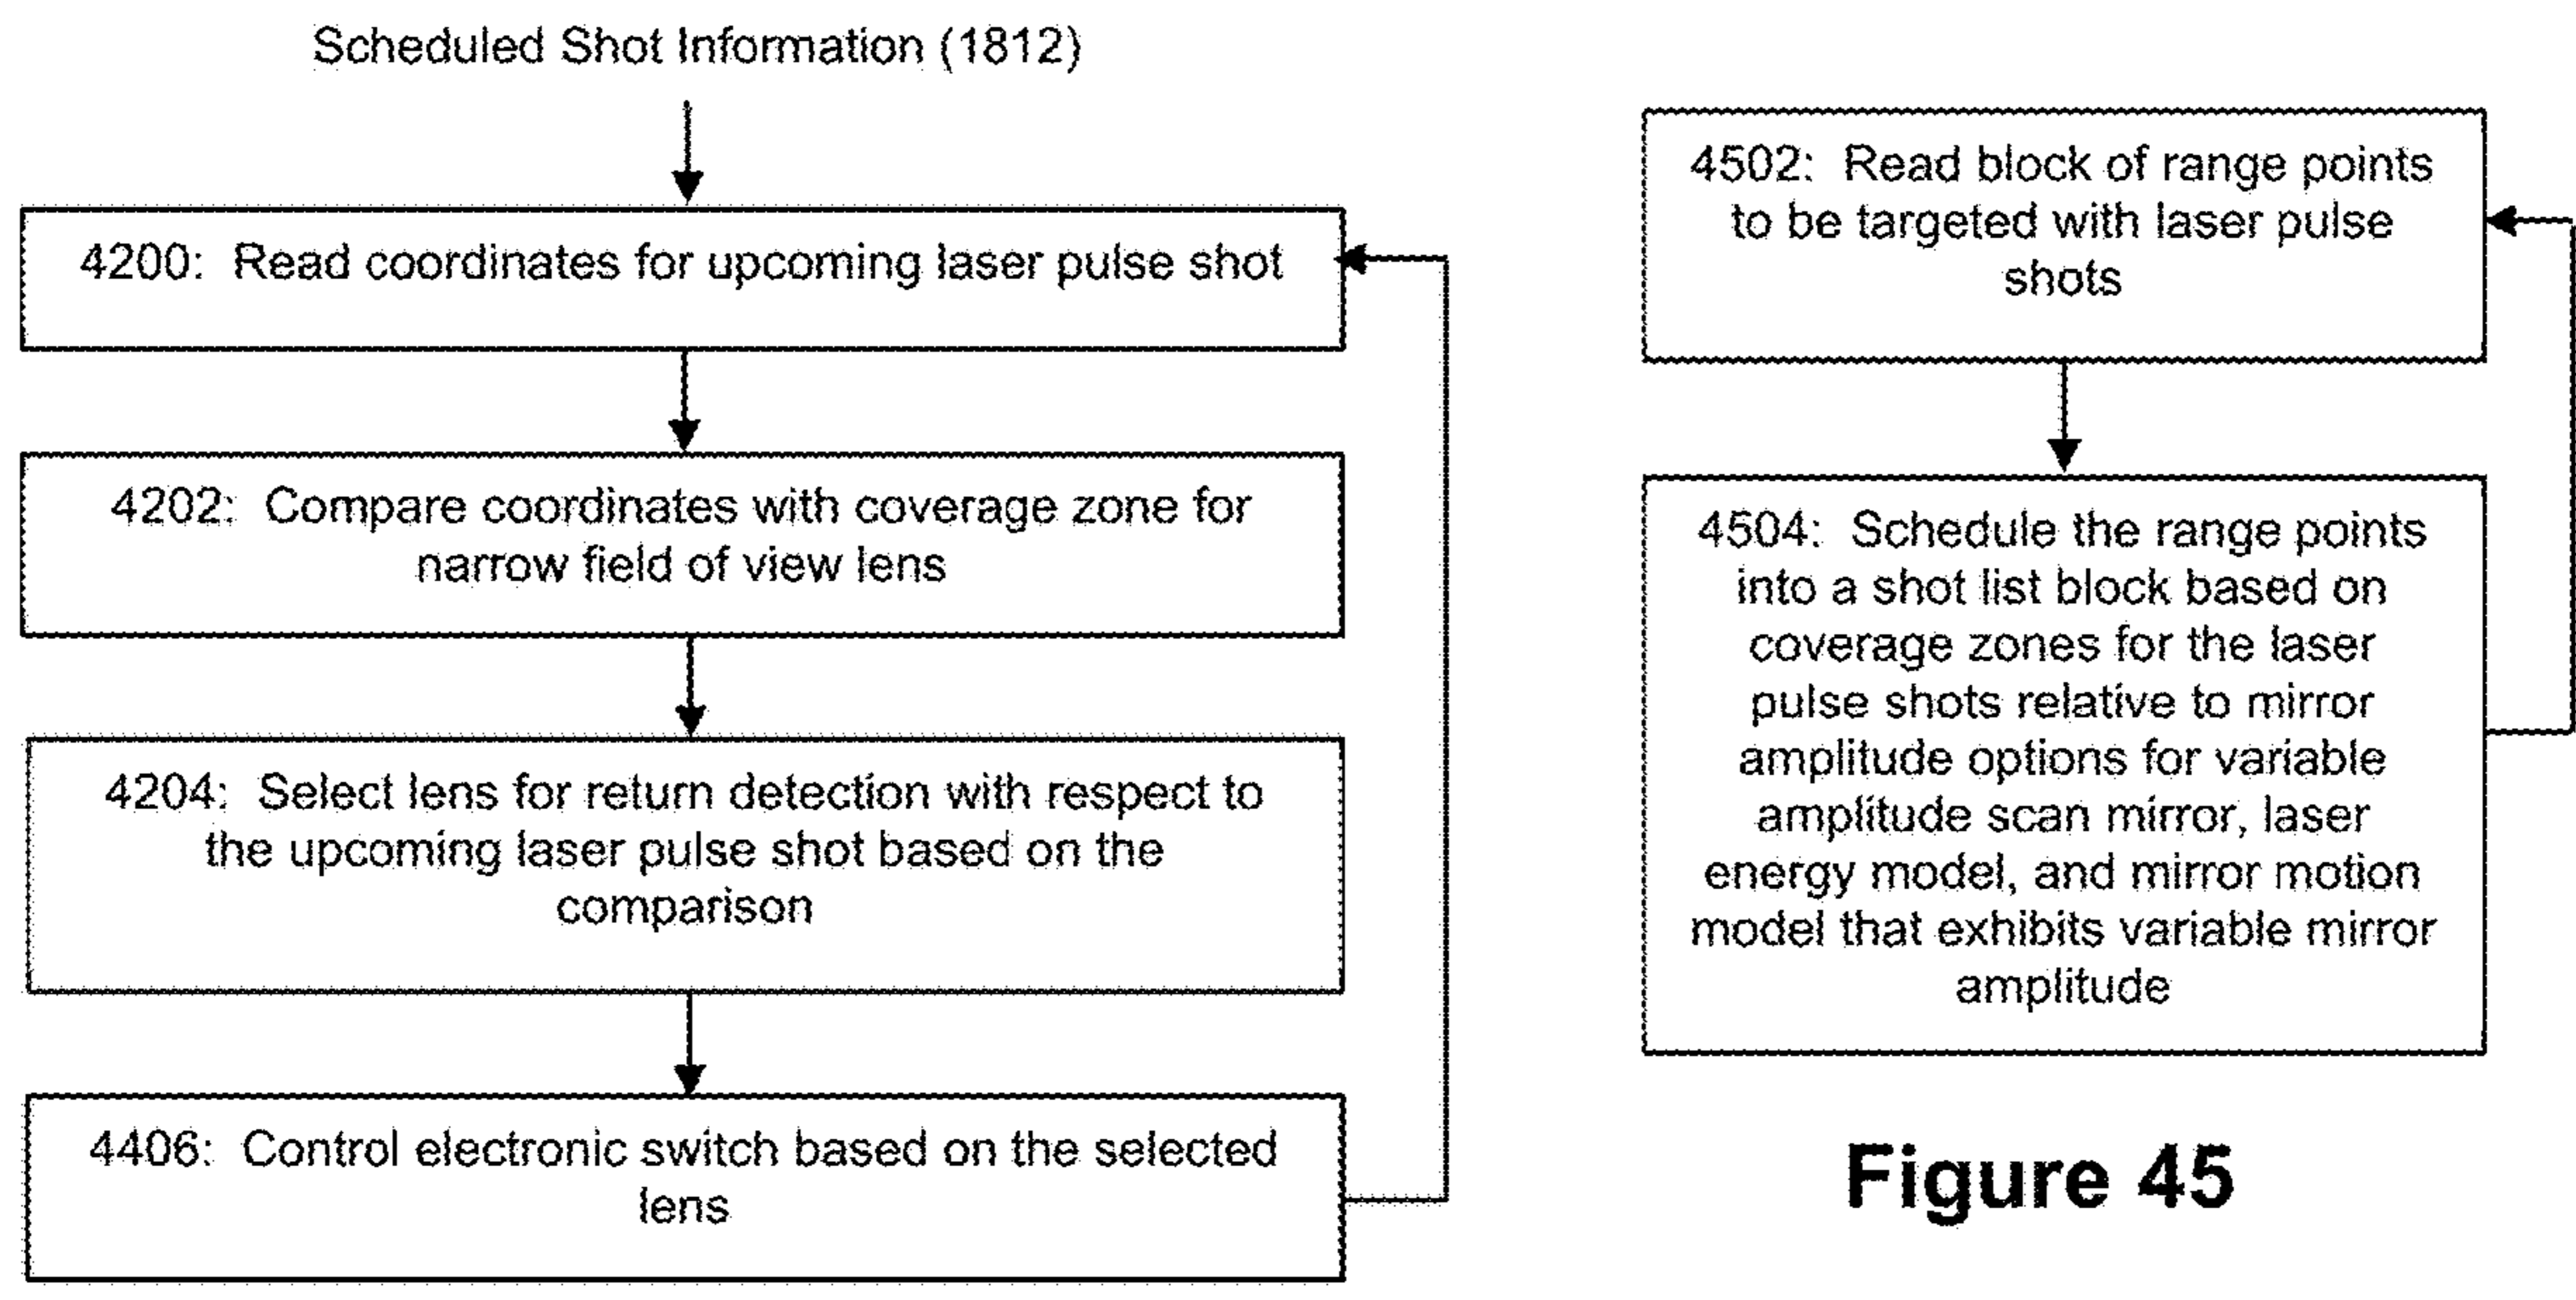 Scheduled Shot Information (1812)
4200: Read coordinates for upcoming laser pulse shot
4202: Compare coordinates with coverage zone for
narrow field of view lens
4204: Select lens for return detection with respect to
the upcoming laser pulse shot based on the
comparison
4406: Control electronic switch based on the selected
lens
4502: Read block of range points
to be targeted with laser pulse
shots
4504: Schedule the range points
into a shot list block based on
coverage zones for the laser
pulse shots relative to mirror
amplitude options for variable
amplitude scan mirror, laser
energy model, and mirror motion
model that exhibits variable mirror
amplitude
Figure 45